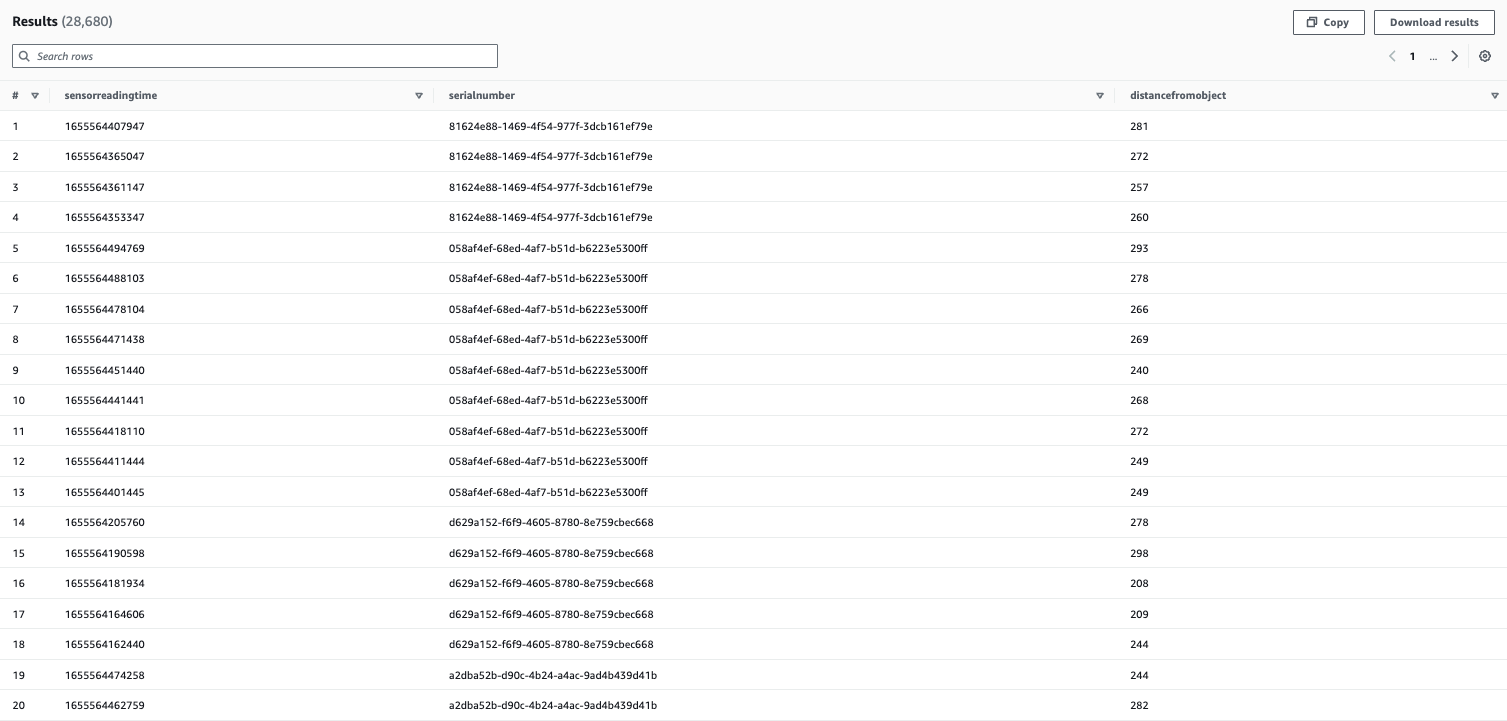 Results (28,680)
Copy
Download results
Search rows
1 ...
# sensorreadingtime serialnumber distancefromobject
1 1655564407947 81624e88-1469-4f54-977f-3dcb161ef79e 281
2 1655564365047 81624e88-1469-4f54-977f-3dcb161ef79e 272
3 1655564361147 81624e88-1469-4f54-977f-3dcb161ef79e 257
4 1655564353347 81624e88-1469-4f54-977f-3dcb161ef79e 260
5 1655564494769 058af4ef-68ed-4af7-b51d-b6223e5300ff 293
6 1655564488103 058af4ef-68ed-4af7-b51d-b6223e5300ff 278
7 1655564478104 058af4ef-68ed-4af7-b51d-b6223e5300ff 266
8 1655564471438 058af4ef-68ed-4af7-b51d-b6223e5300ff 269
9 1655564451440 058af4ef-68ed-4af7-b51d-b6223e5300ff 240
10 1655564441441 058af4ef-68ed-4af7-b51d-b6223e5300ff 268
11 1655564418110 058af4ef-68ed-4af7-b51d-b6223e5300ff 272
12 1655564411444 058af4ef-68ed-4af7-b51d-b6223e5300ff 249
13 1655564401445 058af4ef-68ed-4af7-b51d-b6223e5300ff 249
14 1655564205760 d629a152-f6f9-4605-8780-8e759cbec668 278
15 1655564190598 d629a152-f6f9-4605-8780-8e759cbec668 298
16 1655564181934 d629a152-f6f9-4605-8780-8e759cbec668 208
17 1655564164606 d629a152-f6f9-4605-8780-8e759cbec668 209
18 1655564162440 d629a152-f6f9-4605-8780-8e759cbec668 244
19 1655564474258 a2dba52b-d90c-4b24-a4ac-9ad4b439d41b 244
20 1655564462759 a2dba52b-d90c-4b24-a4ac-9ad4b439d41b 282